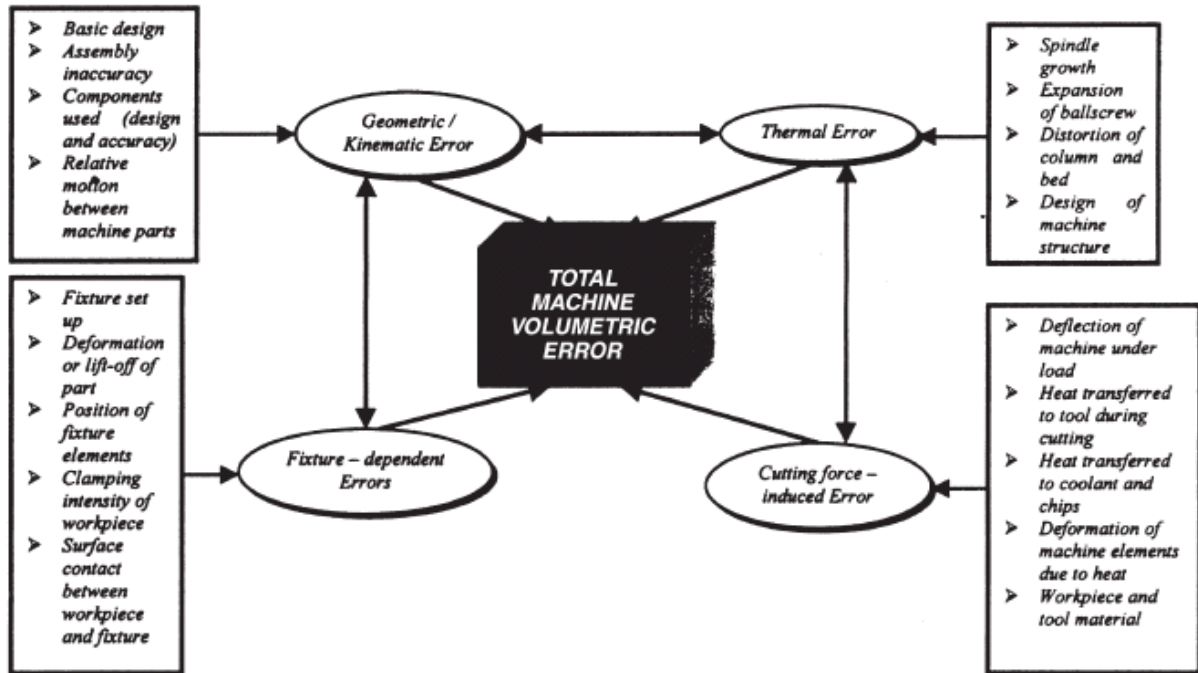 ➢ Basic design
➢ Assembly
inaccuracy
➢ Components
used (design
and accuracy)
➢ Relative
motion
between
machine parts
Geometric /
Kinematic Error
Thermal Error
➢ Spindle
growth
➢ Expansion
of ballscrew
➢ Distortion of
column and
bed
➢ Design of
machine
structure
TOTAL
MACHINE
VOLUMETRIC
ERROR
➢ Fixture set
up
➢ Deformation
or lift-off of
part
➢ Position of
fixture
elements
➢ Clamping
intensity of
workpiece
➢ Surface
contact
between
workpiece
and fixture
Fixture – dependent
Errors
Cutting force –
induced Error
➢ Deflection of
machine under
load
➢ Heat transferred
to tool during
cutting
➢ Heat transferred
to coolant and
chips
➢ Deformation of
machine elements
due to heat
➢ Workpiece and
tool material